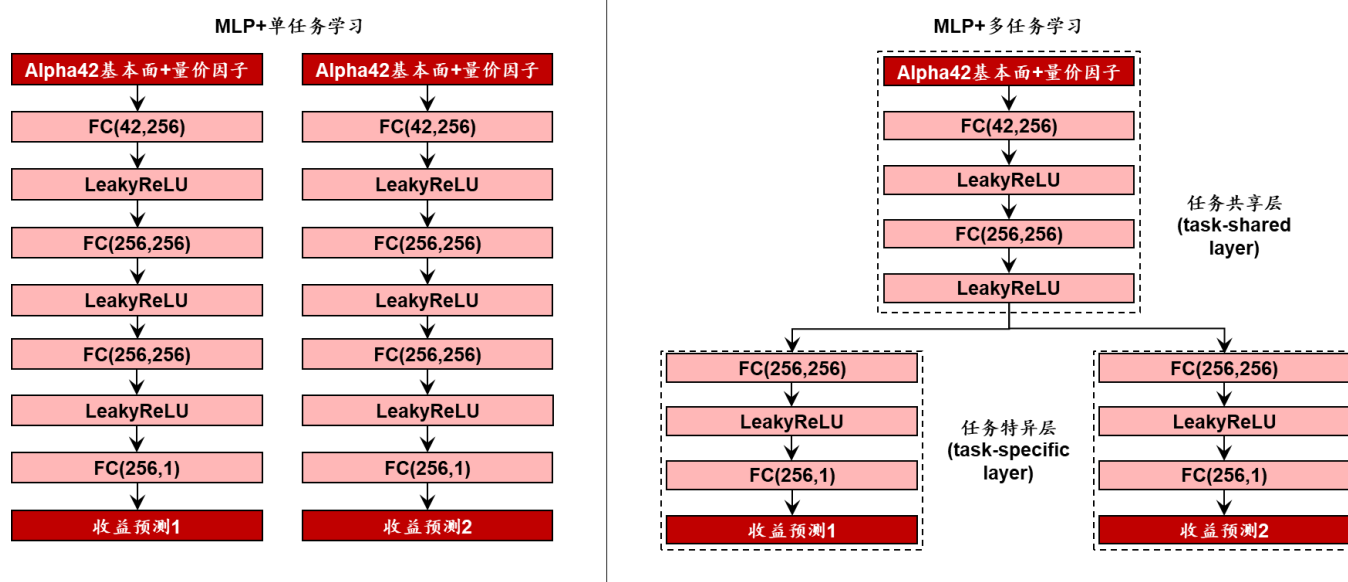 MLP+单任务学习
Alpha42基本面+量价因子
FC(42,256)
LeakyReLU
FC(256,256)
LeakyReLU
FC(256,256)
LeakyReLU
FC(256,1)
收益预测1
Alpha42基本面+量价因子
FC(42,256)
LeakyReLU
FC(256,256)
LeakyReLU
FC(256,256)
LeakyReLU
FC(256,1)
收益预测2
MLP+多任务学习
Alpha42基本面+量价因子
FC(42,256)
LeakyReLU
FC(256,256)
LeakyReLU
任务共享层
(task-shared
layer)
FC(256,256)
LeakyReLU
FC(256,1)
收益预测1
任务特异层
(task-specific
layer)
FC(256,256)
LeakyReLU
FC(256,1)
收益预测2